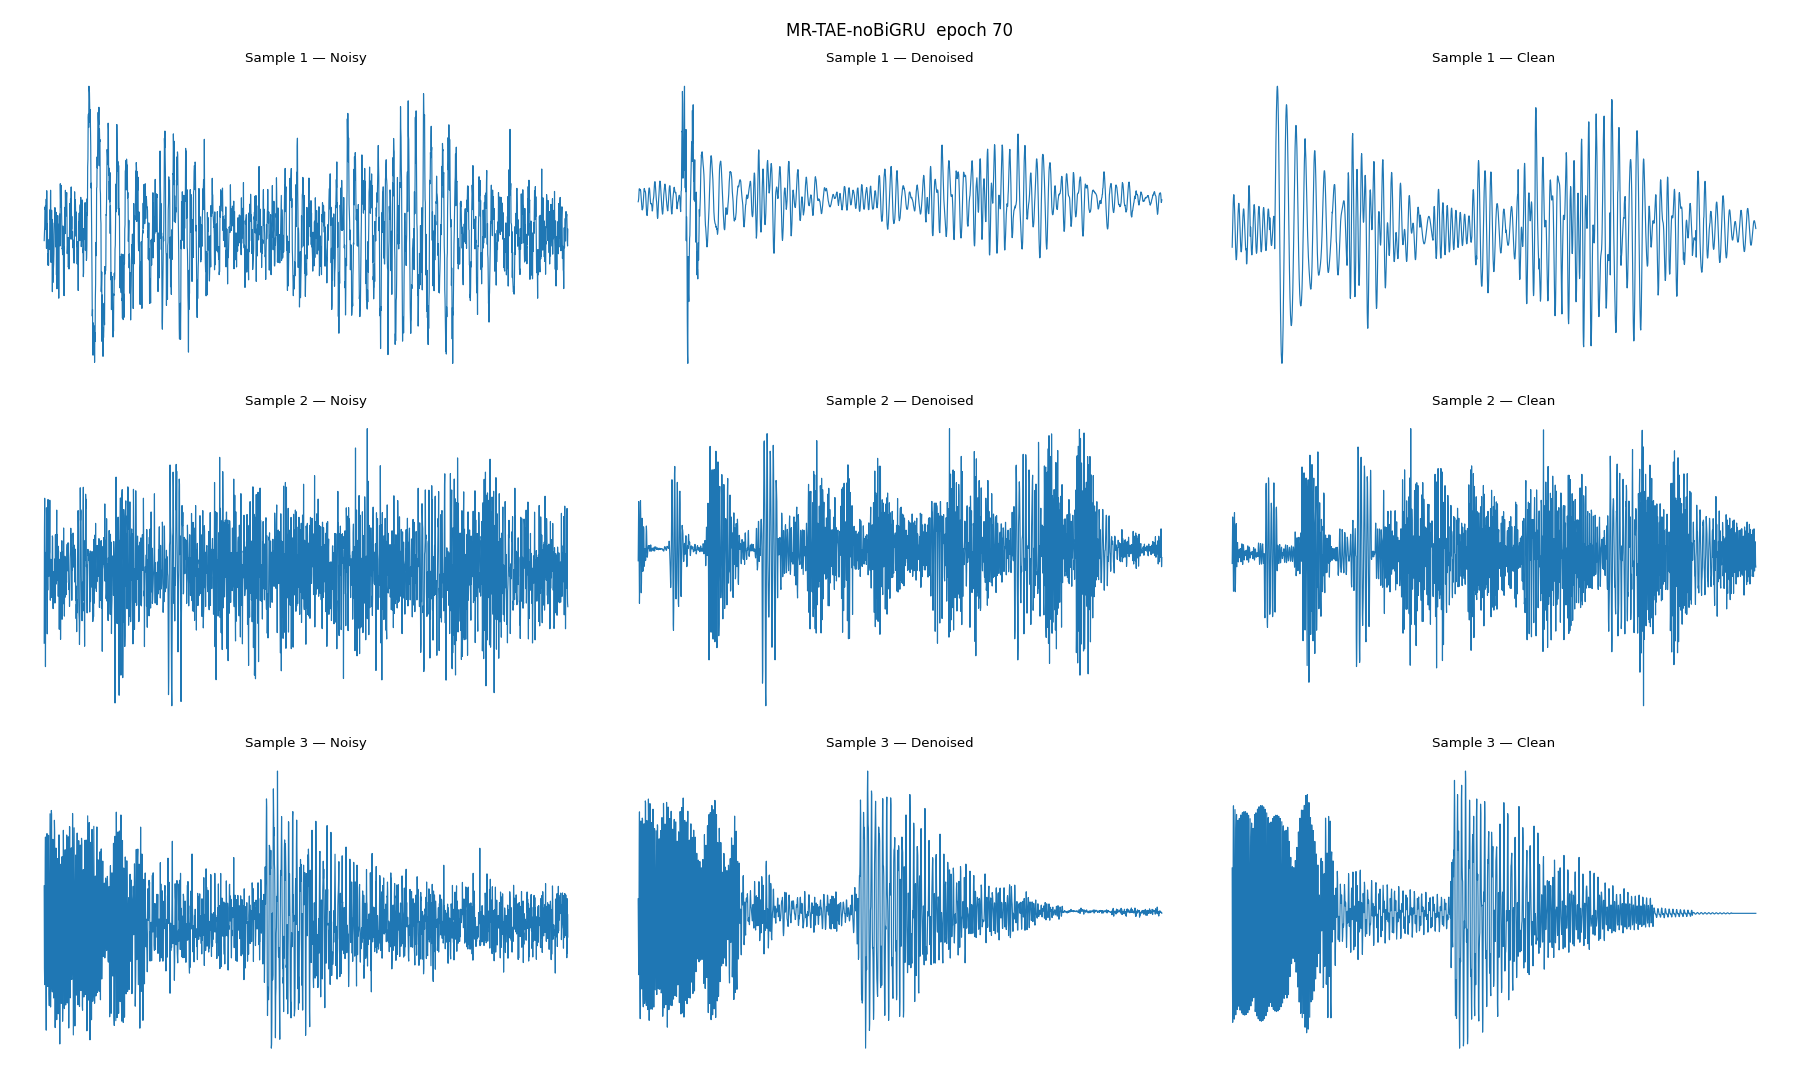 MR-TAE-noBiGRU  epoch 70
Sample 1 — Noisy
Sample 1 — Denoised
Sample 1 — Clean
Sample 2 — Noisy
Sample 2 — Denoised
Sample 2 — Clean
Sample 3 — Noisy
Sample 3 — Denoised
Sample 3 — Clean